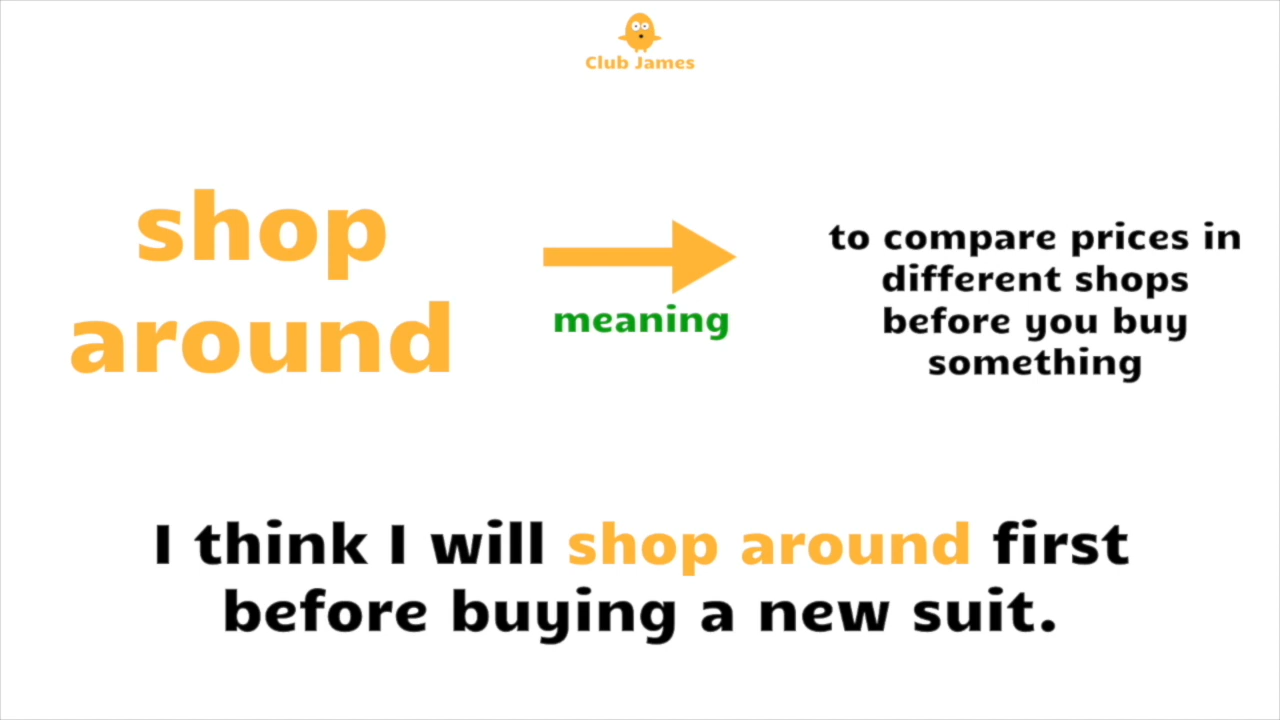 Club James
shop
around
meaning
to compare prices in
different shops
before you buy
something
I think I will shop around first
before buying a new suit.